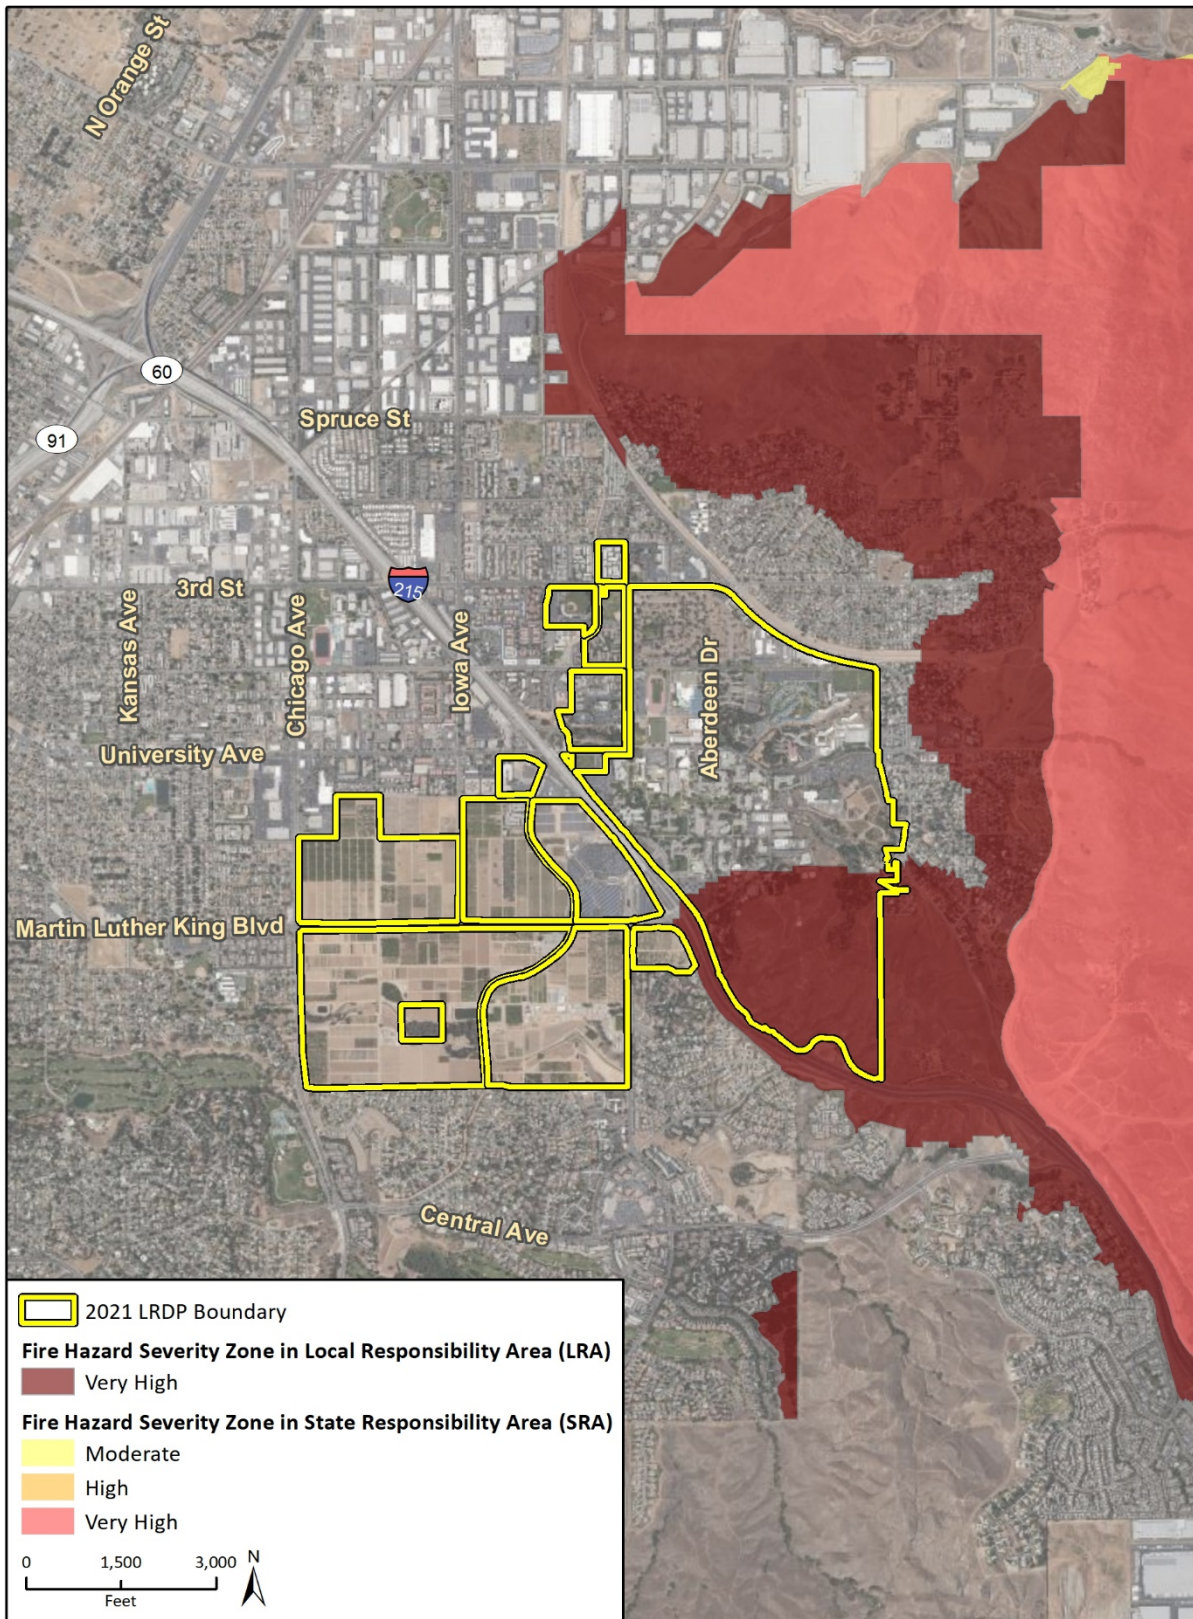 N Orange St
60
Spruce St
91
215
3rd St
Kansas Ave
Chicago Ave
Iowa Ave
Aberdeen Dr
University Ave
Martin Luther King Blvd
Central Ave
2021 LRDP Boundary
Fire Hazard Severity Zone in Local Responsibility Area (LRA)
Very High
Fire Hazard Severity Zone in State Responsibility Area (SRA)
Moderate
High
Very High
0 1,500 3,000 N
Feet